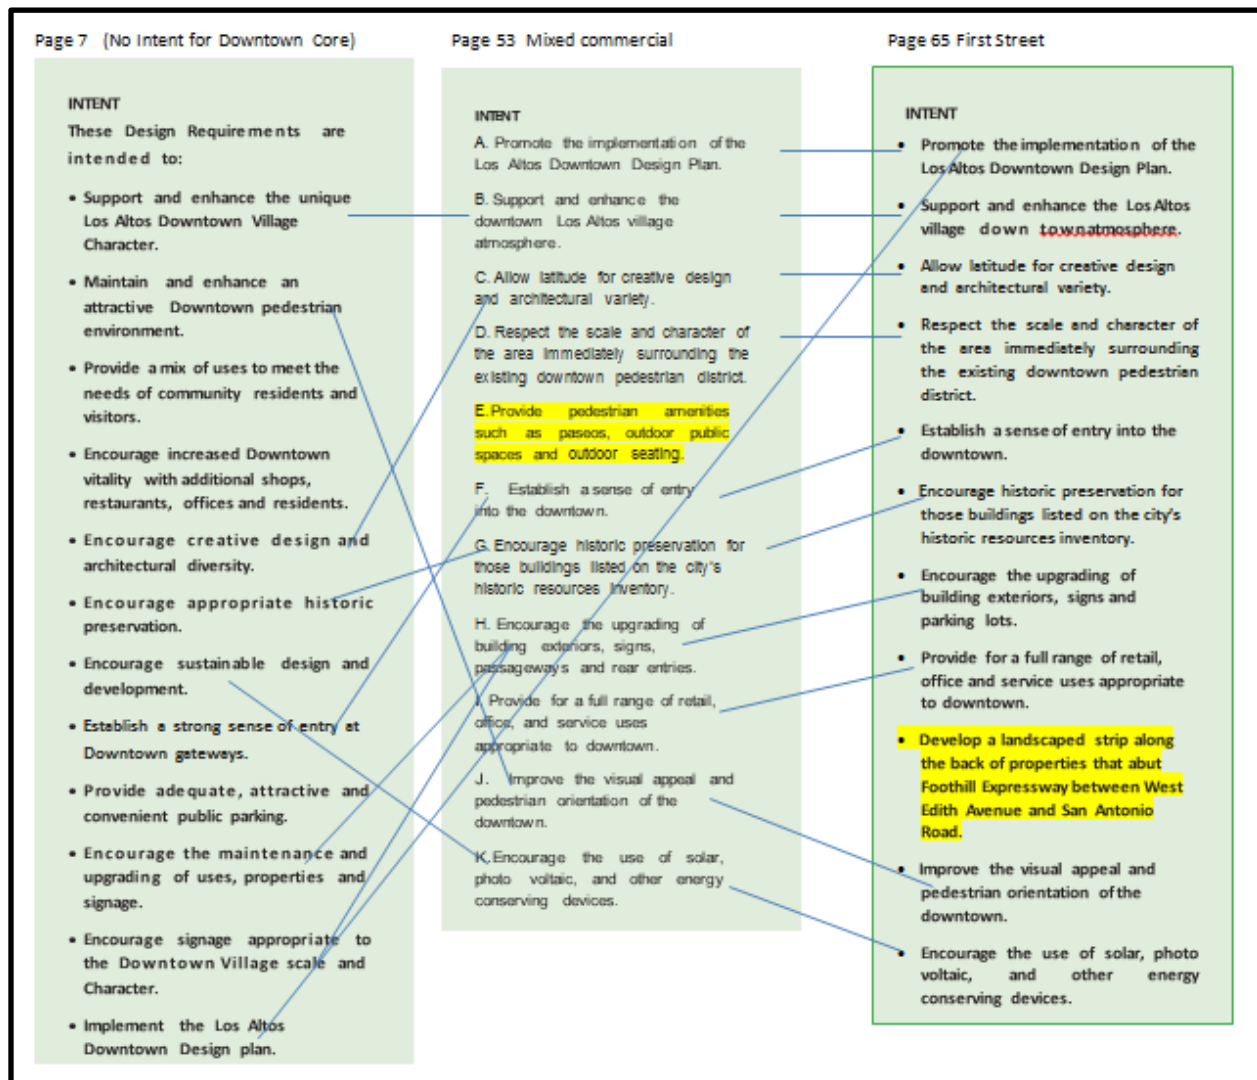 Page 7 (No Intent for Downtown Core)
INTENT
These Design Requirements are
intended to:
• Support and enhance the unique
Los Altos Downtown Village
Character.
• Maintain and enhance an
attractive Downtown pedestrian
environment.
• Provide a mix of uses to meet the
needs of community residents and
visitors.
• Encourage increased Downtown
vitality with additional shops,
restaurants, offices and residents.
• Encourage creative design and
architectural diversity.
• Encourage appropriate historic
preservation.
• Encourage sustainable design and
development.
• Establish a strong sense of entry at
Downtown gateways.
• Provide adequate, attractive and
convenient public parking.
• Encourage the maintenance and
upgrading of uses, properties and
signage.
• Encourage signage appropriate to
the Downtown Village scale and
Character.
• Implement the Los Altos
Downtown Design plan.
Page 53 Mixed commercial
INTENT
A. Promote the implementation of the
Los Altos Downtown Design Plan.
B. Support and enhance the
downtown Los Altos village
atmosphere.
C. Allow latitude for creative design
and architectural variety.
D. Respect the scale and character of
the area immediately surrounding the
existing downtown pedestrian district.
E. Provide pedestrian amenities
such as paseos, outdoor public
spaces and outdoor seating.
F. Establish a sense of entry
into the downtown.
G. Encourage historic preservation for
those buildings listed on the city's
historic resources inventory.
H. Encourage the upgrading of
building exteriors, signs,
passageways and rear entries.
I. Provide for a full range of retail,
office, and service uses
appropriate to downtown.
J. Improve the visual appeal and
pedestrian orientation of the
downtown.
K. Encourage the use of solar,
photo voltaic, and other energy
conserving devices.
Page 65 First Street
INTENT
• Promote the implementation of the
Los Altos Downtown Design Plan.
• Support and enhance the Los Altos
village down townatmosphere.
• Allow latitude for creative design
and architectural variety.
• Respect the scale and character of
the area immediately surrounding
the existing downtown pedestrian
district.
• Establish a sense of entry into the
downtown.
• Encourage historic preservation for
those buildings listed on the city's
historic resources inventory.
• Encourage the upgrading of
building exteriors, signs and
parking lots.
• Provide for a full range of retail,
office and service uses appropriate
to downtown.
• Develop a landscaped strip along
the back of properties that abut
Foothill Expressway between West
Edith Avenue and San Antonio
Road.
• Improve the visual appeal and
pedestrian orientation of the
downtown.
• Encourage the use of solar, photo
voltaic, and other energy
conserving devices.